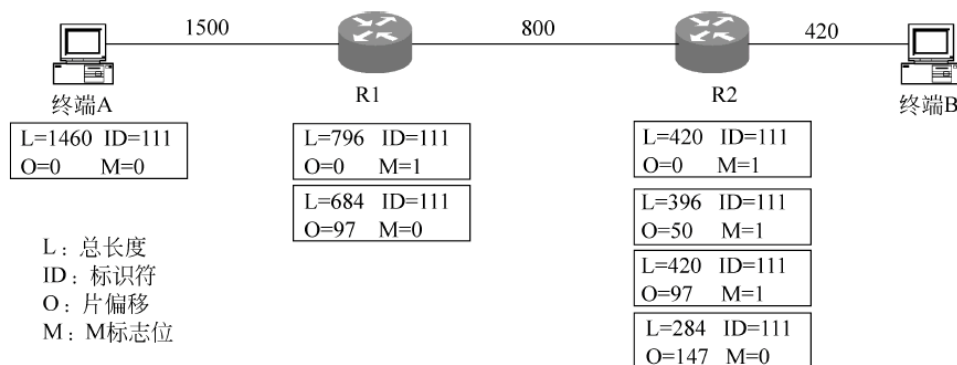 1500
800
420
终端A
R1
R2
终端B
L=1460 ID=111
O=0 M=0
L=796 ID=111
O=0 M=1
L=684 ID=111
O=97 M=0
L=420 ID=111
O=0 M=1
L=396 ID=111
O=50 M=1
L=420 ID=111
O=97 M=1
L=284 ID=111
O=147 M=0
L：总长度
ID：标识符
O：片偏移
M：M标志位